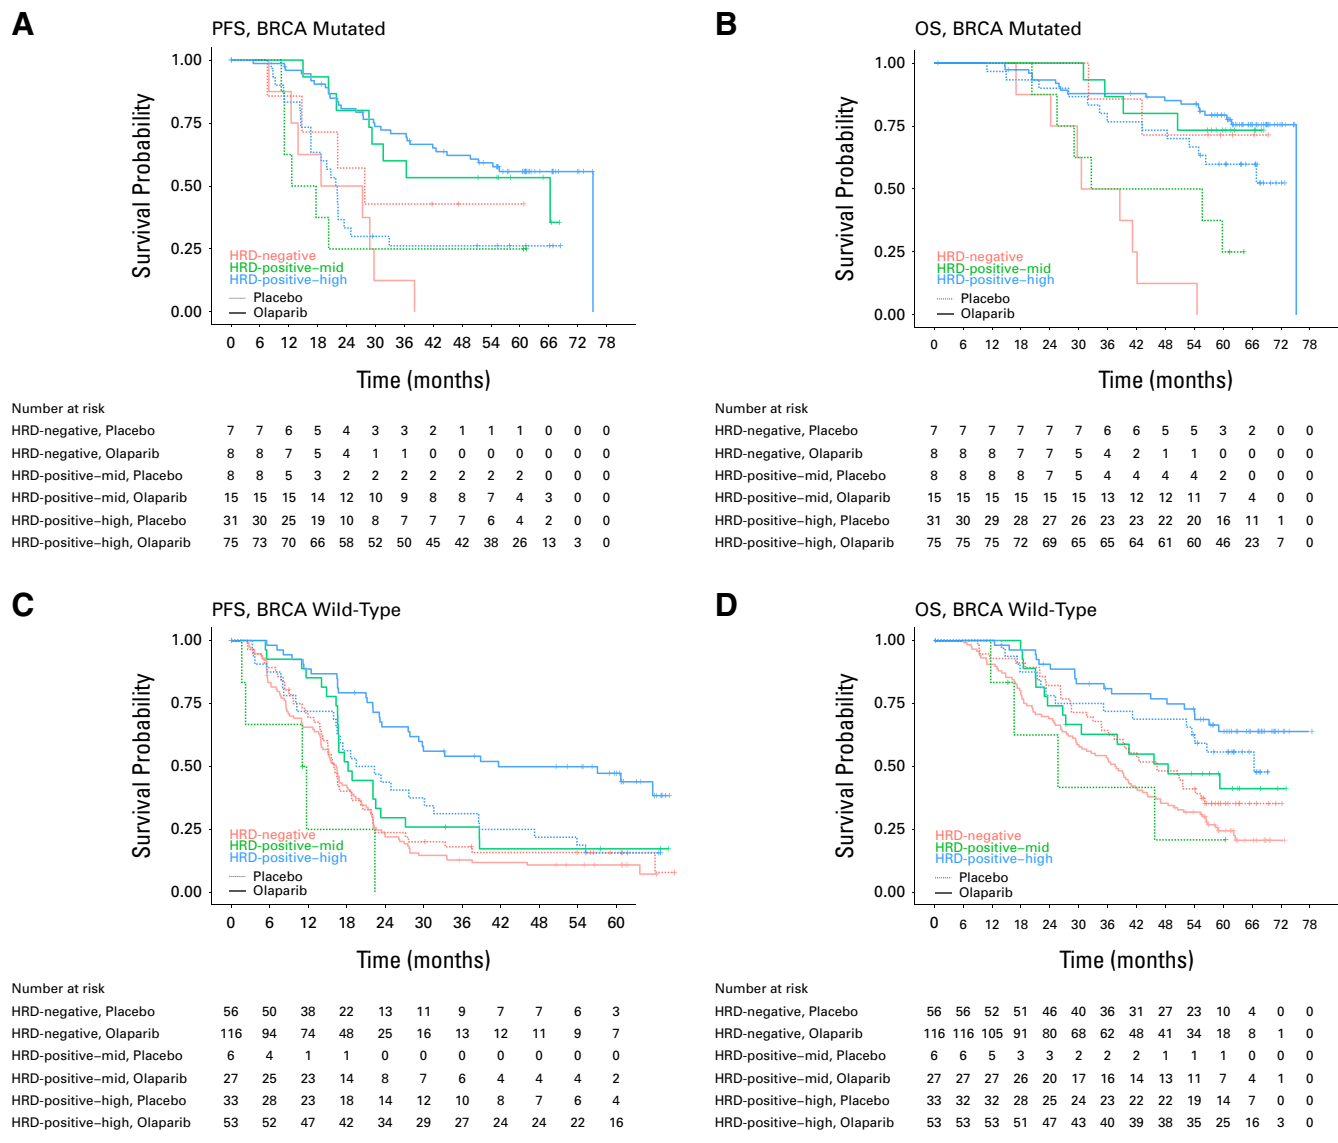 A
PFS, BRCA Mutated
Survival Probability
1.00
0.75
0.50
0.25
0.00
HRD-negative
HRD-positive–mid
HRD-positive–high
Placebo
Olaparib
0 6 12 18 24 30 36 42 48 54 60 66 72 78
Time (months)
Number at risk
HRD-negative, Placebo 7 7 6 5 4 3 3 2 1 1 1 0 0 0
HRD-negative, Olaparib 8 8 7 5 4 1 1 0 0 0 0 0 0 0
HRD-positive–mid, Placebo 8 8 5 3 2 2 2 2 2 2 2 0 0 0
HRD-positive–mid, Olaparib 15 15 15 14 12 10 9 8 8 7 4 3 0 0
HRD-positive–high, Placebo 31 30 25 19 10 8 7 7 7 6 4 2 0 0
HRD-positive–high, Olaparib 75 73 70 66 58 52 50 45 42 38 26 13 3 0
B
OS, BRCA Mutated
Survival Probability
1.00
0.75
0.50
0.25
0.00
HRD-negative
HRD-positive–mid
HRD-positive–high
Placebo
Olaparib
0 6 12 18 24 30 36 42 48 54 60 66 72 78
Time (months)
Number at risk
HRD-negative, Placebo 7 7 7 7 7 7 6 6 5 5 3 2 0 0
HRD-negative, Olaparib 8 8 8 7 7 5 4 2 1 1 0 0 0 0
HRD-positive–mid, Placebo 8 8 8 8 7 5 4 4 4 4 2 0 0 0
HRD-positive–mid, Olaparib 15 15 15 15 15 15 13 12 12 11 7 4 0 0
HRD-positive–high, Placebo 31 30 29 28 27 26 23 23 22 20 16 11 1 0
HRD-positive–high, Olaparib 75 75 75 72 69 65 65 64 61 60 46 23 7 0
C
PFS, BRCA Wild-Type
Survival Probability
1.00
0.75
0.50
0.25
0.00
HRD-negative
HRD-positive–mid
HRD-positive–high
Placebo
Olaparib
0 6 12 18 24 30 36 42 48 54 60
Time (months)
Number at risk
HRD-negative, Placebo 56 50 38 22 13 11 9 7 7 6 3
HRD-negative, Olaparib 116 94 74 48 25 16 13 12 11 9 7
HRD-positive–mid, Placebo 6 4 1 1 0 0 0 0 0 0 0
HRD-positive–mid, Olaparib 27 25 23 14 8 7 6 4 4 4 2
HRD-positive–high, Placebo 33 28 23 18 14 12 10 8 7 6 4
HRD-positive–high, Olaparib 53 52 47 42 34 29 27 24 24 22 16
D
OS, BRCA Wild-Type
Survival Probability
1.00
0.75
0.50
0.25
0.00
HRD-negative
HRD-positive–mid
HRD-positive–high
Placebo
Olaparib
0 6 12 18 24 30 36 42 48 54 60 66 72 78
Time (months)
Number at risk
HRD-negative, Placebo 56 56 52 51 46 40 36 31 27 23 10 4 0 0
HRD-negative, Olaparib 116 116 105 91 80 68 62 48 41 34 18 8 1 0
HRD-positive–mid, Placebo 6 6 5 3 3 2 2 2 1 1 1 0 0 0
HRD-positive–mid, Olaparib 27 27 27 26 20 17 16 14 13 11 7 4 1 0
HRD-positive–high, Placebo 33 32 32 28 25 24 23 22 22 19 14 7 0 0
HRD-positive–high, Olaparib 53 53 53 51 47 43 40 39 38 35 25 16 3 0